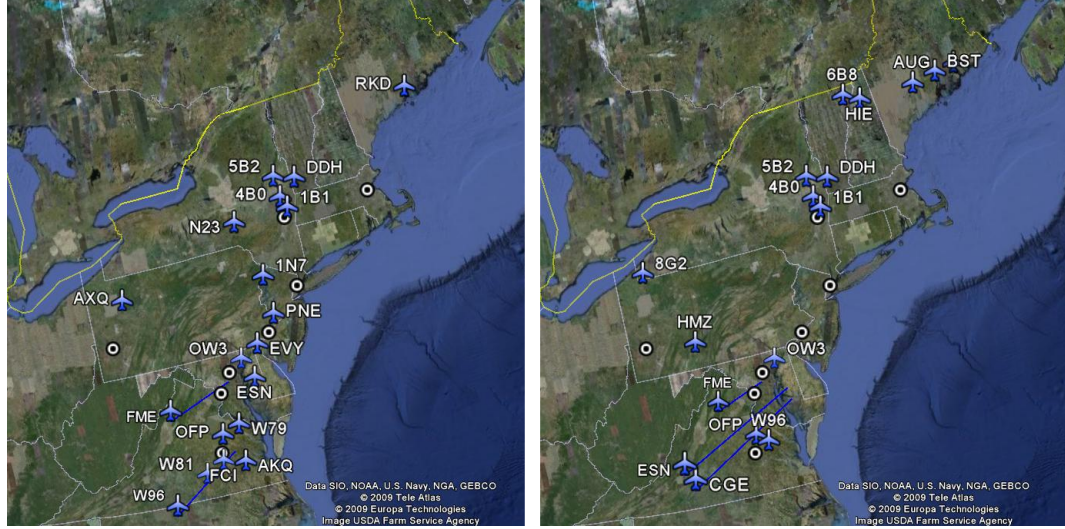 RKD
5B2
DDH
4B0
1B1
N23
1N7
AXQ
PNE
OW3
EVY
ESN
FME
OFP
W79
W81
FCI
AKQ
W96
Data SIO, NOAA, U.S. Navy, NGA, GEBCO
© 2009 Tele Atlas
© 2009 Europa Technologies
Image USDA Farm Service Agency
AUG
BST
6B8
HIE
5B2
DDH
4B0
1B1
8G2
HMZ
OW3
FME
OFP
W96
ESN
CGE
Data SIO, NOAA, U.S. Navy, NGA, GEBCO
© 2009 Tele Atlas
© 2009 Europa Technologies
Image USDA Farm Service Agency